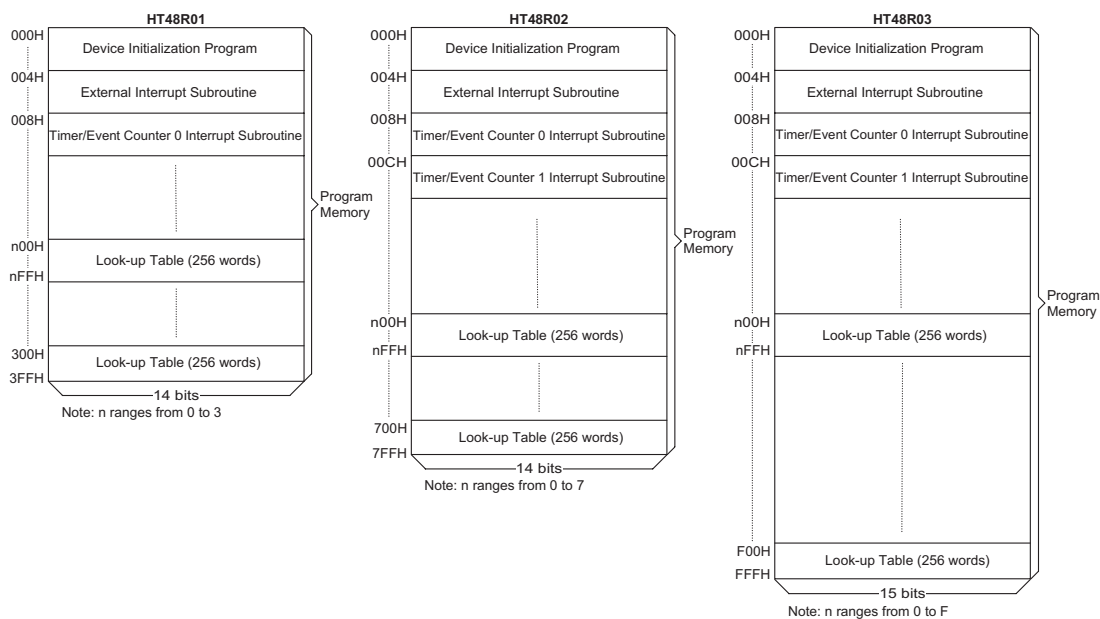 HT48R01
000H
Device Initialization Program
004H
External Interrupt Subroutine
008H
Timer/Event Counter 0 Interrupt Subroutine
Program
Memory
n00H
Look-up Table (256 words)
nFFH
300H
Look-up Table (256 words)
3FFH
14 bits
Note: n ranges from 0 to 3
HT48R02
000H
Device Initialization Program
004H
External Interrupt Subroutine
008H
Timer/Event Counter 0 Interrupt Subroutine
00CH
Timer/Event Counter 1 Interrupt Subroutine
Program
Memory
n00H
Look-up Table (256 words)
nFFH
700H
Look-up Table (256 words)
7FFH
14 bits
Note: n ranges from 0 to 7
HT48R03
000H
Device Initialization Program
004H
External Interrupt Subroutine
008H
Timer/Event Counter 0 Interrupt Subroutine
00CH
Timer/Event Counter 1 Interrupt Subroutine
Program
Memory
n00H
Look-up Table (256 words)
nFFH
F00H
Look-up Table (256 words)
FFFH
15 bits
Note: n ranges from 0 to F